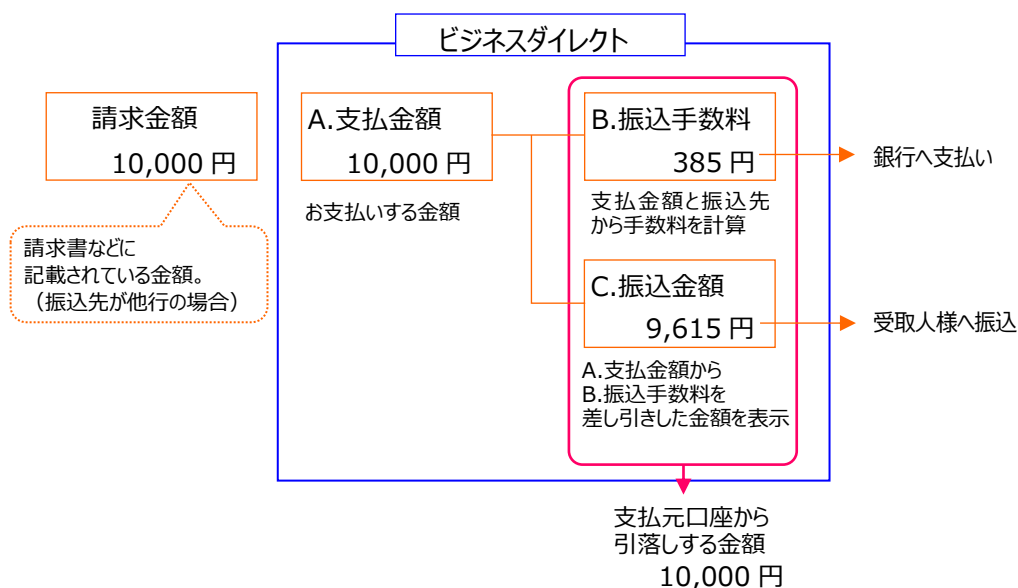 ビジネスダイレクト
請求金額
10,000 円
請求書などに
記載されている金額。
（振込先が他行の場合）
A.支払金額
10,000 円
お支払いする金額
B.振込手数料
385 円
支払金額と振込先
から手数料を計算
銀行へ支払い
C.振込金額
9,615 円
A.支払金額から
B.振込手数料を
差し引きした金額を表示
受取人様へ振込
支払元口座から
引落しする金額
10,000 円